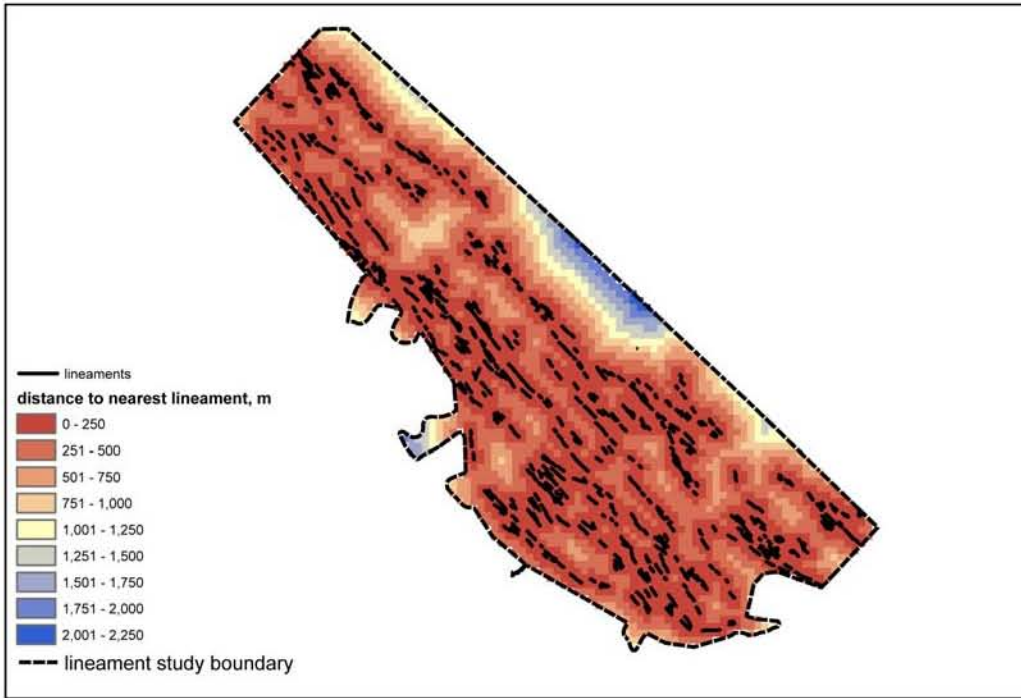 lineaments
distance to nearest lineament, m
0 - 250
251 - 500
501 - 750
751 - 1,000
1,001 - 1,250
1,251 - 1,500
1,501 - 1,750
1,751 - 2,000
2,001 - 2,250
lineament study boundary